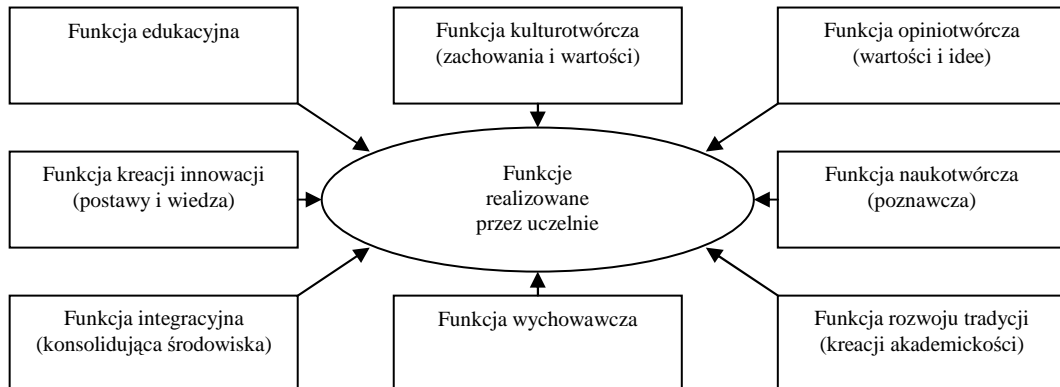 Funkcja edukacyjna
Funkcja kulturotwórcza
(zachowania i wartości)
Funkcja opiniotwórcza
(wartości i idee)
Funkcja kreacji innowacji
(postawy i wiedza)
Funkcje
realizowane
przez uczelnie
Funkcja naukotwórcza
(poznawcza)
Funkcja integracyjna
(konsolidująca środowiska)
Funkcja wychowawcza
Funkcja rozwoju tradycji
(kreacji akademickości)